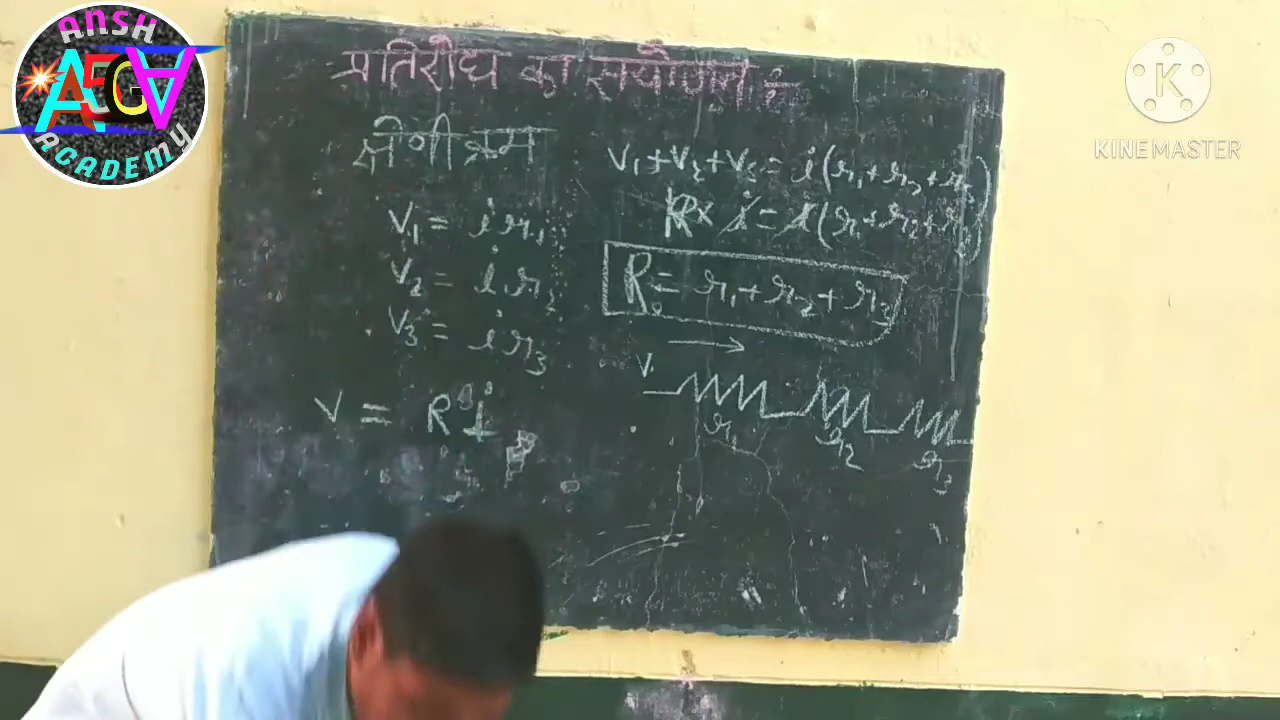 ANSH
AEGA
ACADEMY
KINEMASTER
प्रतिरोध का संयोजन :-
श्रेणी क्रम
V₁ = ir₁
V₂ = ir₂
V₃ = ir₃
V = Ri
V₁+V₂+V₃ = i(r₁+r₂+r₃)
R × i = i(r₁+r₂+r₃)
R = r₁+r₂+r₃
V
r₁ r₂ r₃